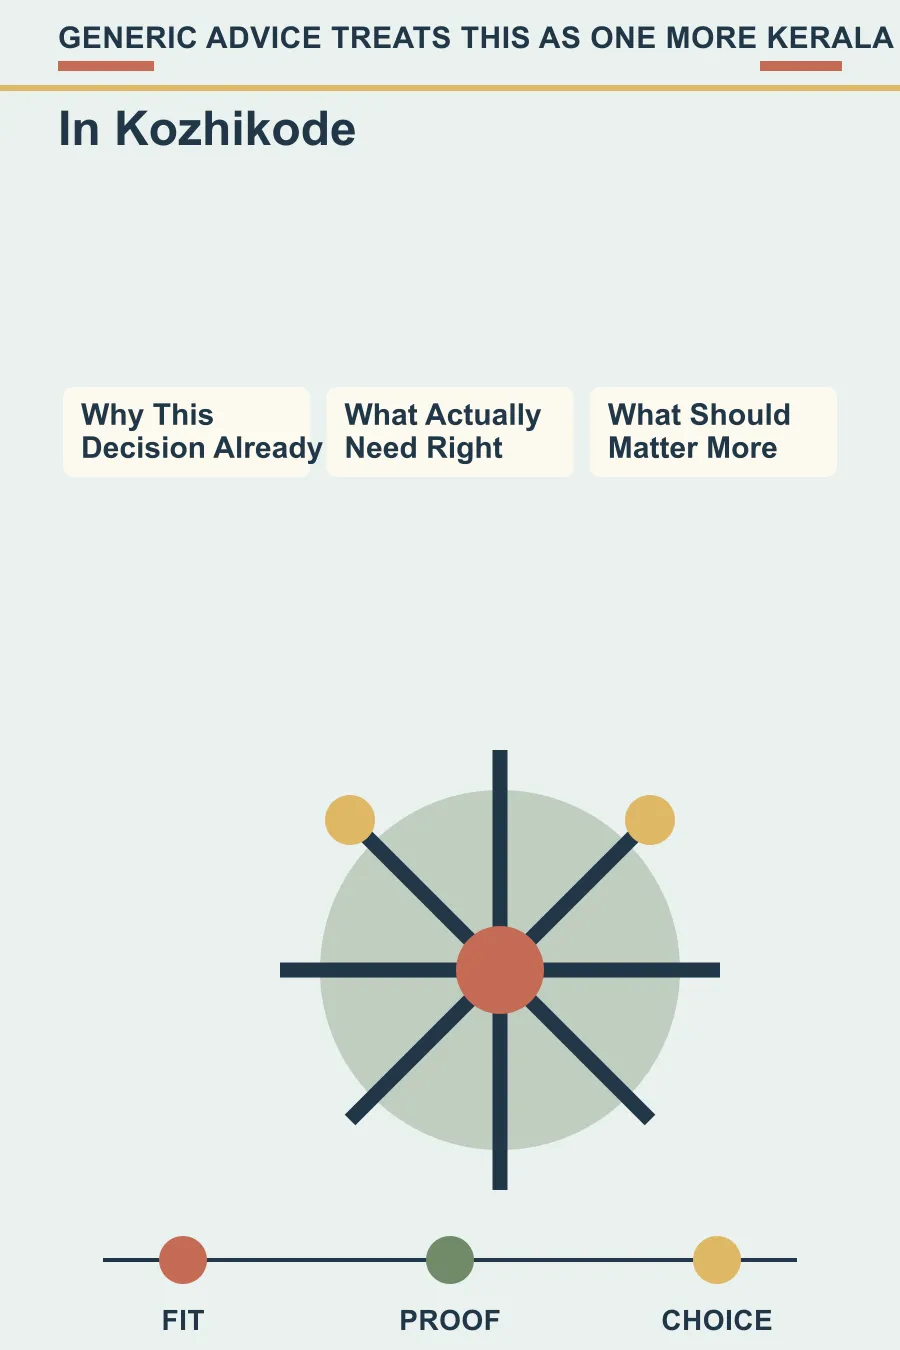 GENERIC ADVICE TREATS THIS AS ONE MORE KERALA
In Kozhikode
Why This
Decision Already
What Actually
Need Right
What Should
Matter More
FIT
PROOF
CHOICE